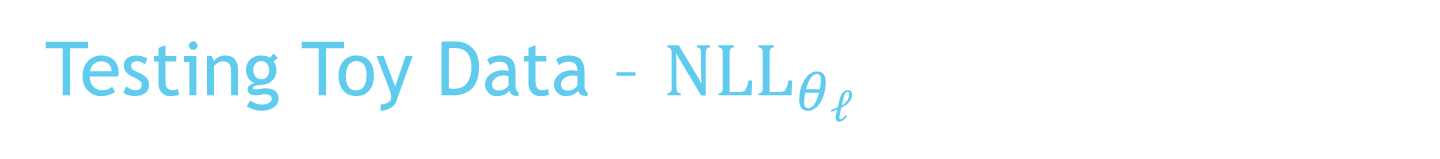 Testing Toy Data – NLL_{θ_ℓ}